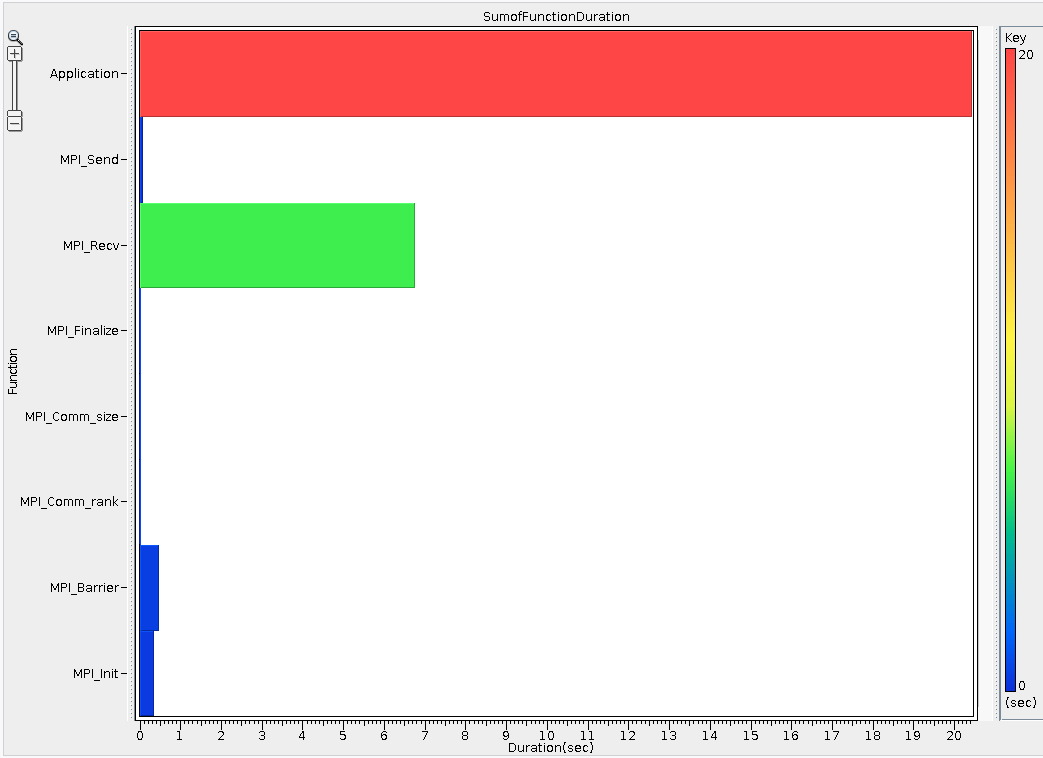 SumofFunctionDuration
Key
20
Application
MPI_Send
MPI_Recv
MPI_Finalize
Function
MPI_Comm_size
MPI_Comm_rank
MPI_Barrier
MPI_Init
0
(sec)
0 1 2 3 4 5 6 7 8 9 10 11 12 13 14 15 16 17 18 19 20
Duration(sec)